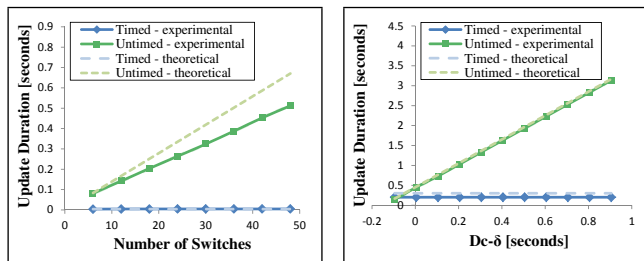 Timed - experimental
Untimed - experimental
Timed - theoretical
Untimed - theoretical
Update Duration [seconds]
0.9
0.8
0.7
0.6
0.5
0.4
0.3
0.2
0.1
0
0 10 20 30 40 50
Number of Switches
Timed - experimental
Untimed - experimental
Timed - theoretical
Untimed - theoretical
Update Duration [seconds]
4.5
4
3.5
3
2.5
2
1.5
1
0.5
0
-0.2 0 0.2 0.4 0.6 0.8 1
Dc-δ [seconds]